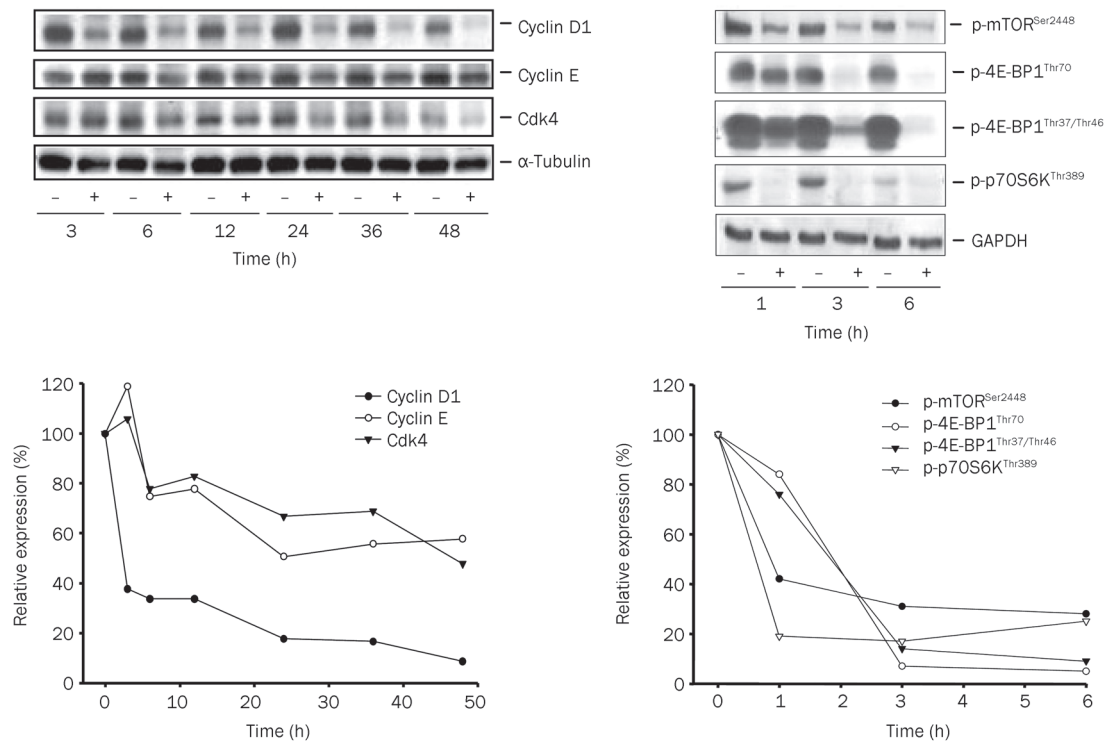 Cyclin D1
Cyclin E
Cdk4
α-Tubulin
– + – + – + – + – + – +
3 6 12 24 36 48
Time (h)
p-mTORSer2448
p-4E-BP1Thr70
p-4E-BP1Thr37/Thr46
p-p70S6KThr389
GAPDH
– + – + – +
1 3 6
Time (h)
Relative expression (%)
120
100
80
60
40
20
0
0 10 20 30 40 50
Time (h)
Cyclin D1
Cyclin E
Cdk4
Relative expression (%)
120
100
80
60
40
20
0
0 1 2 3 4 5 6
Time (h)
p-mTORSer2448
p-4E-BP1Thr70
p-4E-BP1Thr37/Thr46
p-p70S6KThr389